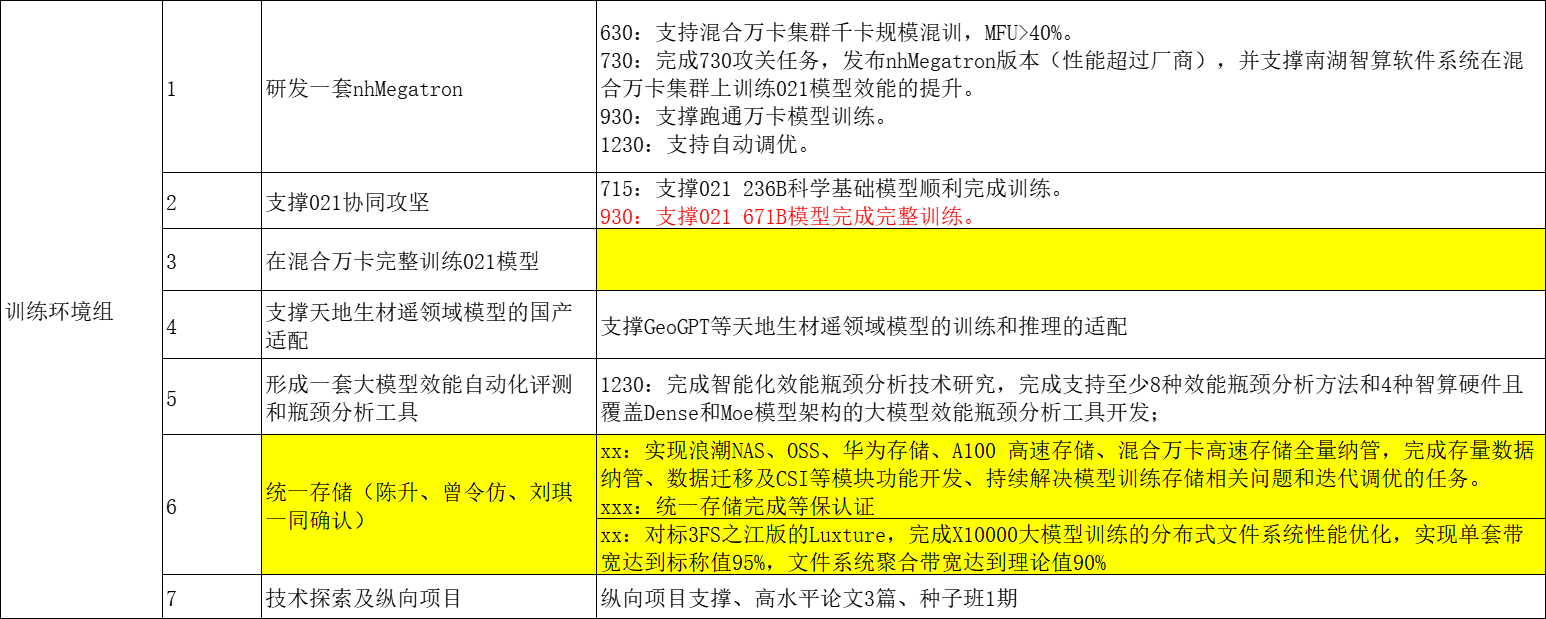 训练环境组
1
研发一套nhMegatron
630：支持混合万卡集群千卡规模混训，MFU>40%。
730：完成730攻关任务，发布nhMegatron版本（性能超过厂商），并支撑南湖智算软件系统在混
合万卡集群上训练021模型效能的提升。
930：支撑跑通万卡模型训练。
1230：支持自动调优。
2
支撑021协同攻坚
715：支撑021 236B科学基础模型顺利完成训练。
930：支撑021 671B模型完成完整训练。
3
在混合万卡完整训练021模型
4
支撑天地生材遥领域模型的国产
适配
支撑GeoGPT等天地生材遥领域模型的训练和推理的适配
5
形成一套大模型效能自动化评测
和瓶颈分析工具
1230：完成智能化效能瓶颈分析技术研究，完成支持至少8种效能瓶颈分析方法和4种智算硬件且
覆盖Dense和Moe模型架构的大模型效能瓶颈分析工具开发；
6
统一存储（陈升、曾令仿、刘琪
一同确认）
xx：实现浪潮NAS、OSS、华为存储、A100 高速存储、混合万卡高速存储全量纳管，完成存量数据
纳管、数据迁移及CSI等模块功能开发、持续解决模型训练存储相关问题和迭代调优的任务。
xxx：统一存储完成等保认证
xx：对标3FS之江版的Luxture，完成X10000大模型训练的分布式文件系统性能优化，实现单套带
宽达到标称值95%，文件系统聚合带宽达到理论值90%
7
技术探索及纵向项目
纵向项目支撑、高水平论文3篇、种子班1期